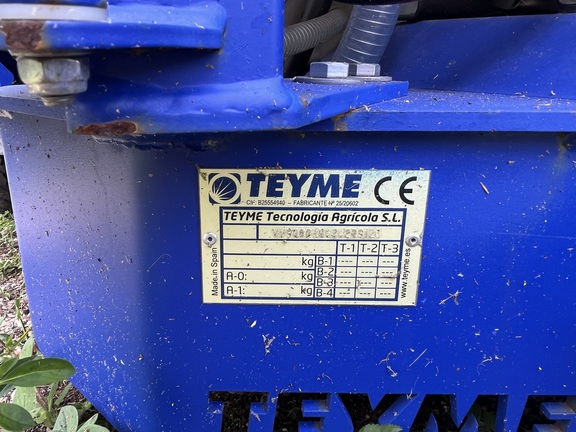 TEYME CE
CIF. B25554940 – FABRICANTE Nº 25/20602
TEYME Tecnología Agrícola S.L.
T-1 T-2 T-3
kg B-1 --- --- ---
A-0: kg B-2 --- --- ---
B-3 --- --- ---
A-1: kg B-4 --- --- ---
Made in Spain
www.teyme.es
TEYME